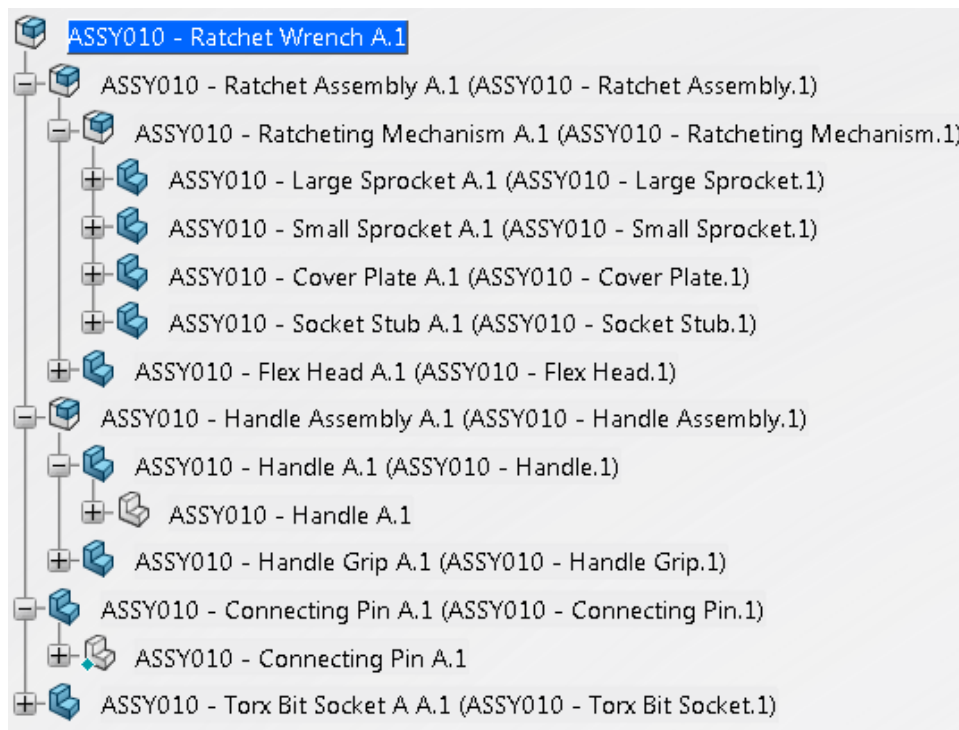 ASSY010 - Ratchet Wrench A.1
ASSY010 - Ratchet Assembly A.1 (ASSY010 - Ratchet Assembly.1)
ASSY010 - Ratcheting Mechanism A.1 (ASSY010 - Ratcheting Mechanism.1)
ASSY010 - Large Sprocket A.1 (ASSY010 - Large Sprocket.1)
ASSY010 - Small Sprocket A.1 (ASSY010 - Small Sprocket.1)
ASSY010 - Cover Plate A.1 (ASSY010 - Cover Plate.1)
ASSY010 - Socket Stub A.1 (ASSY010 - Socket Stub.1)
ASSY010 - Flex Head A.1 (ASSY010 - Flex Head.1)
ASSY010 - Handle Assembly A.1 (ASSY010 - Handle Assembly.1)
ASSY010 - Handle A.1 (ASSY010 - Handle.1)
ASSY010 - Handle A.1
ASSY010 - Handle Grip A.1 (ASSY010 - Handle Grip.1)
ASSY010 - Connecting Pin A.1 (ASSY010 - Connecting Pin.1)
ASSY010 - Connecting Pin A.1
ASSY010 - Torx Bit Socket A A.1 (ASSY010 - Torx Bit Socket.1)